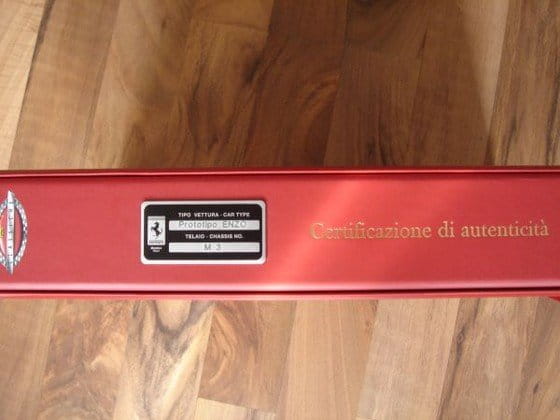 TIPO VETTURA - CAR TYPE
Prototipo ENZO
TELAIO - CHASSIS NO.
M 3
Certificazione di autenticità